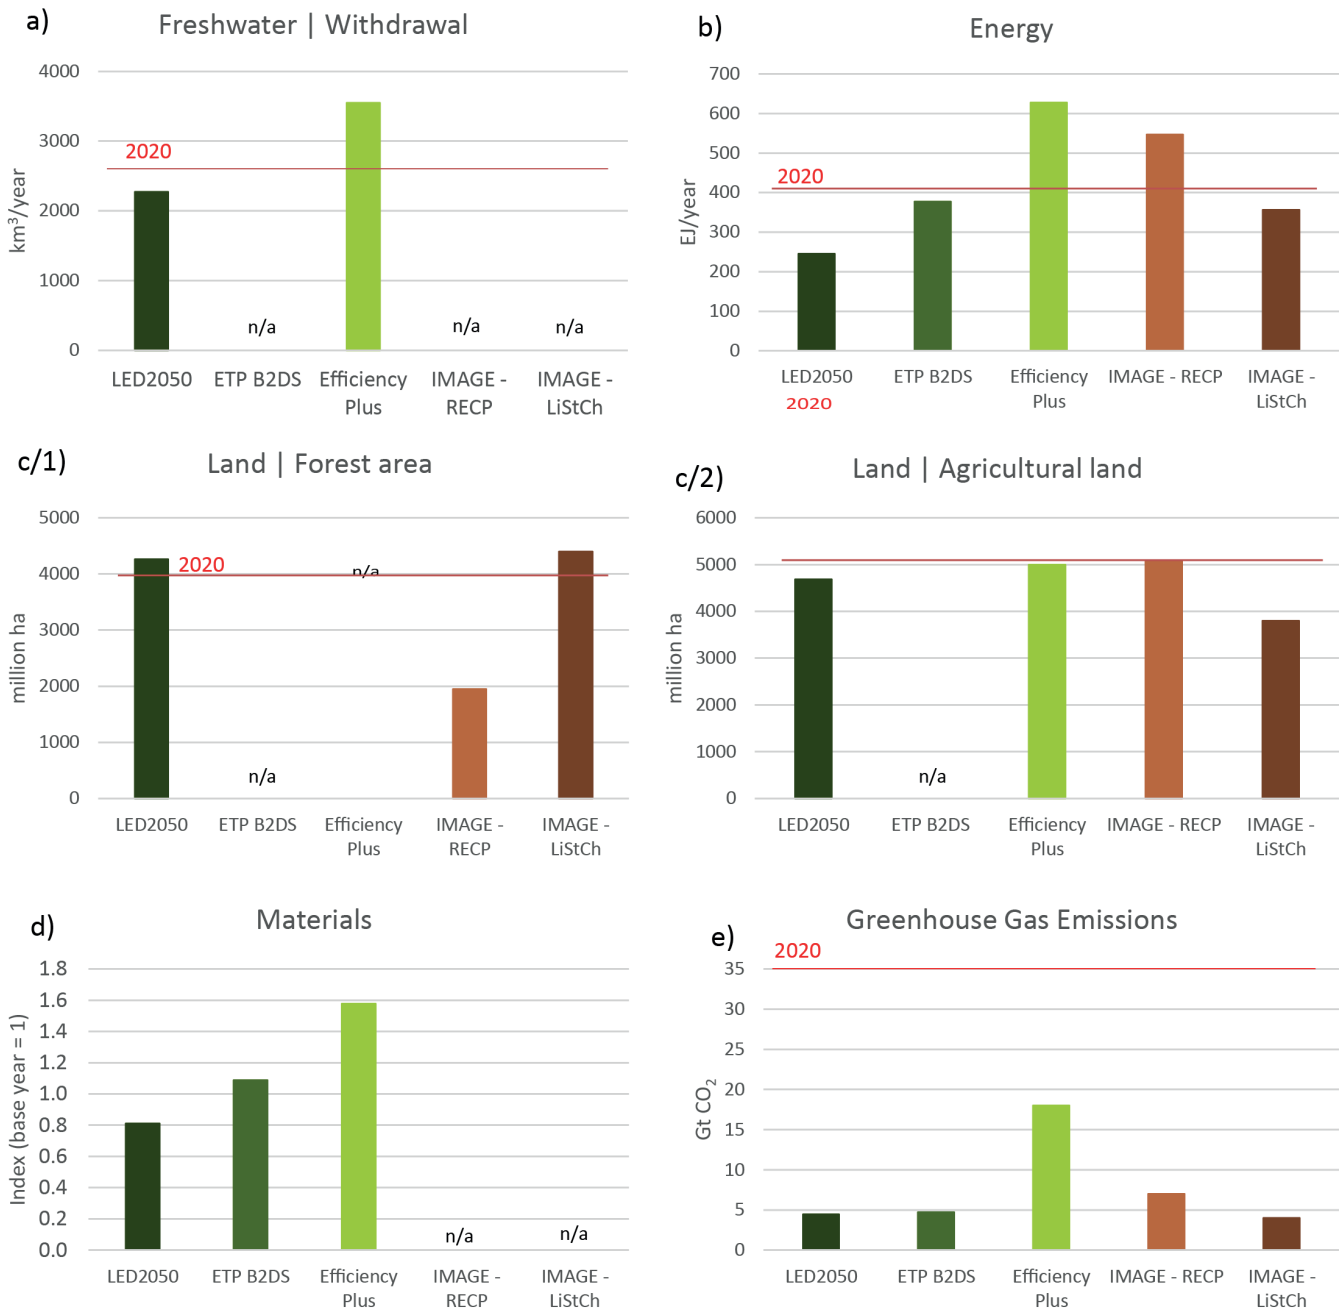 a)
Freshwater | Withdrawal
4000
3000
2000
1000
0
km³/year
2020
n/a
n/a
n/a
LED2050
ETP B2DS
Efficiency
Plus
IMAGE -
RECP
IMAGE -
LiStCh
b)
Energy
700
600
500
400
300
200
100
0
EJ/year
2020
LED2050
2020
ETP B2DS
Efficiency
Plus
IMAGE - RECP
IMAGE -
LiStCh
c/1)
Land | Forest area
5000
4000
3000
2000
1000
0
million ha
2020
n/a
n/a
LED2050
ETP B2DS
Efficiency
Plus
IMAGE -
RECP
IMAGE -
LiStCh
c/2)
Land | Agricultural land
6000
5000
4000
3000
2000
1000
0
million ha
n/a
LED2050
ETP B2DS
Efficiency
Plus
IMAGE - RECP
IMAGE -
LiStCh
d)
Materials
1.8
1.6
1.4
1.2
1.0
0.8
0.6
0.4
0.2
0.0
Index (base year = 1)
n/a
n/a
LED2050
ETP B2DS
Efficiency
Plus
IMAGE -
RECP
IMAGE -
LiStCh
e)
Greenhouse Gas Emissions
2020
35
30
25
20
15
10
5
0
Gt CO₂
LED2050
ETP B2DS
Efficiency
Plus
IMAGE - RECP
IMAGE -
LiStCh